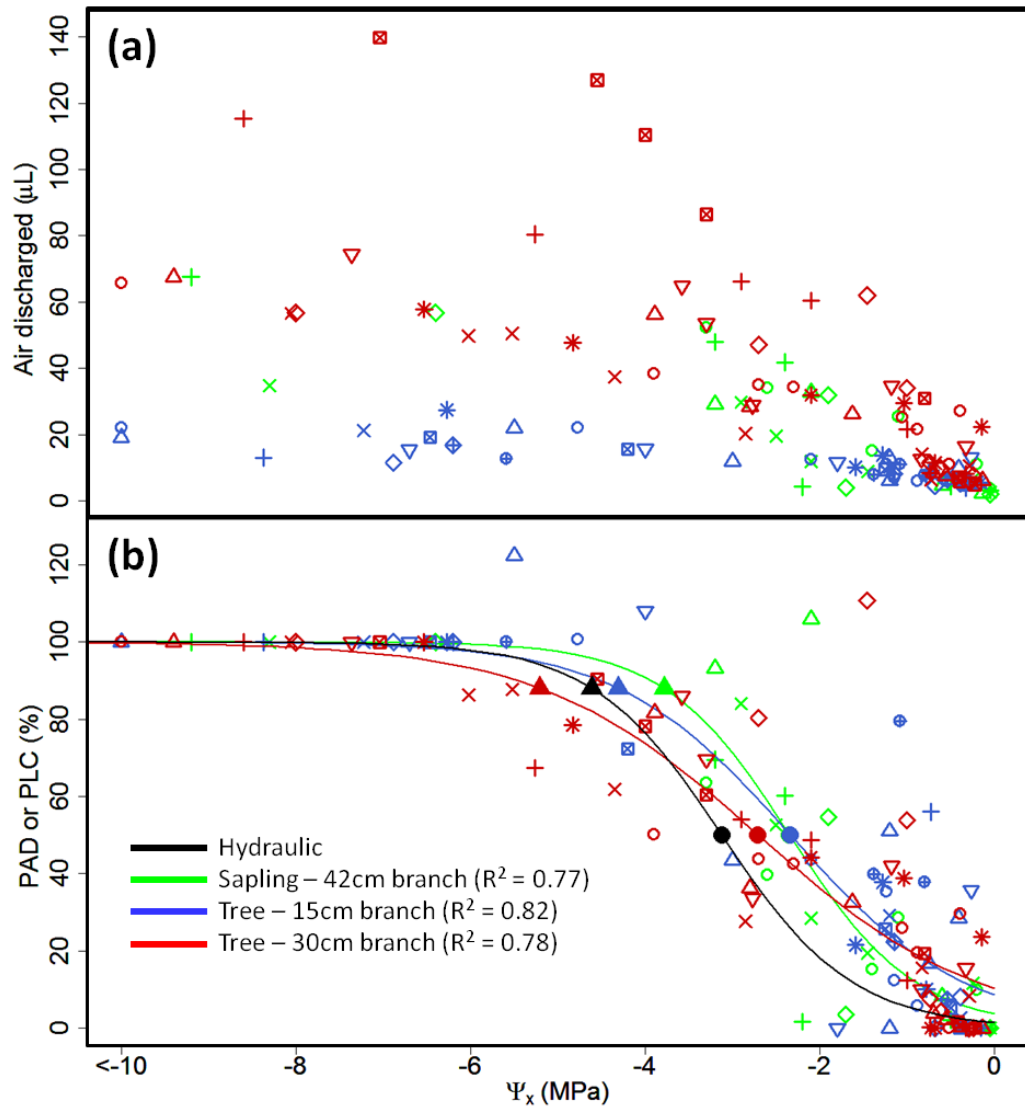 (a)
Air discharged (μL)
140
120
100
80
60
40
20
0
(b)
PAD or PLC (%)
120
100
80
60
40
20
0
Hydraulic
Sapling – 42cm branch (R² = 0.77)
Tree – 15cm branch (R² = 0.82)
Tree – 30cm branch (R² = 0.78)
<-10 -8 -6 -4 -2 0
Ψx (MPa)